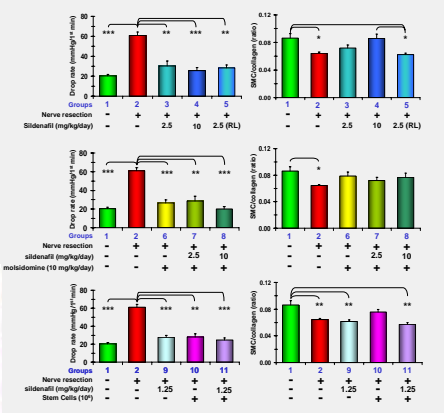 80
60
40
20
0
Drop rate (mmHg/1st min)
*** ** *** **
Groups 1 2 3 4 5
Nerve resection - + + + +
Sildenafil (mg/kg/day) - - 2.5 10 2.5 (RL)
0.12
0.08
0.04
0.00
SMC/collagen (ratio)
* *
1 2 3 4 5
- + + + +
- - 2.5 10 2.5 (RL)
80
60
40
20
0
Drop rate (mmHg/1st min)
*** *** ** ***
Groups 1 2 6 7 8
Nerve resection - + + + +
sildenafil (mg/kg/day) - - - 2.5 10
molsidomine (10 mg/kg/day) - - + + +
0.12
0.08
0.04
0.00
SMC/collagen (ratio)
*
1 2 6 7 8
- + + + +
- - - 2.5 10
- - + + +
80
60
40
20
0
Drop rate (mmHg/1st min)
*** *** ** ***
Groups 1 2 9 10 11
Nerve resection - + + + +
sildenafil (mg/kg/day) - - 1.25 - 1.25
Stem Cells (10⁶) - - - + +
0.12
0.08
0.04
0.00
SMC/collagen (ratio)
** ** **
1 2 9 10 11
- + + + +
- - 1.25 - 1.25
- - - + +